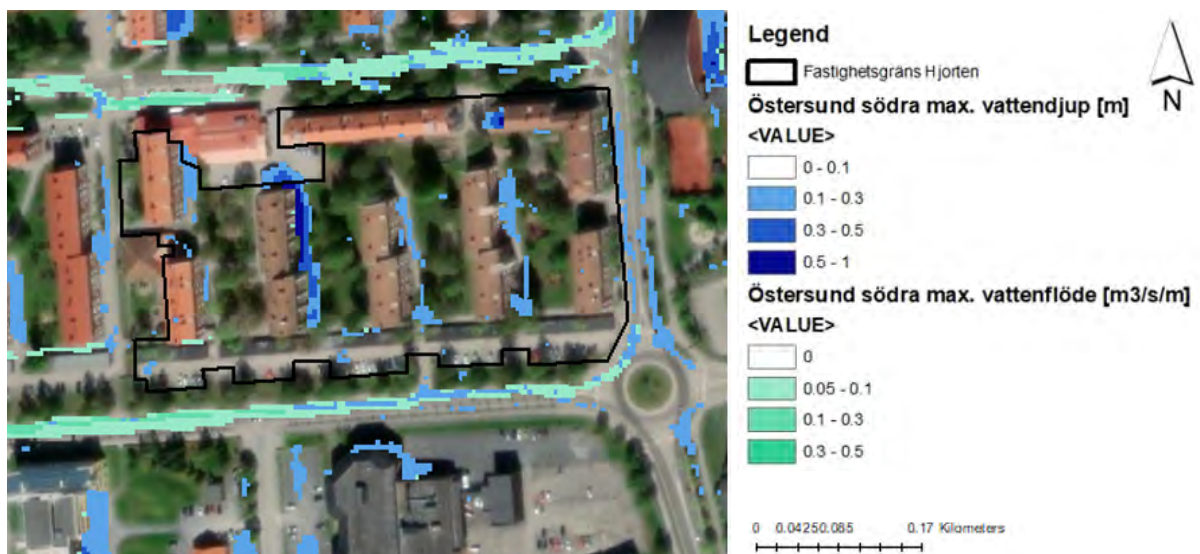 Legend
Fastighetsgräns Hjorten
N
Östersund södra max. vattendjup [m]
<VALUE>
0 - 0.1
0.1 - 0.3
0.3 - 0.5
0.5 - 1
Östersund södra max. vattenflöde [m3/s/m]
<VALUE>
0
0.05 - 0.1
0.1 - 0.3
0.3 - 0.5
0 0.04250.085 0.17 Kilometers